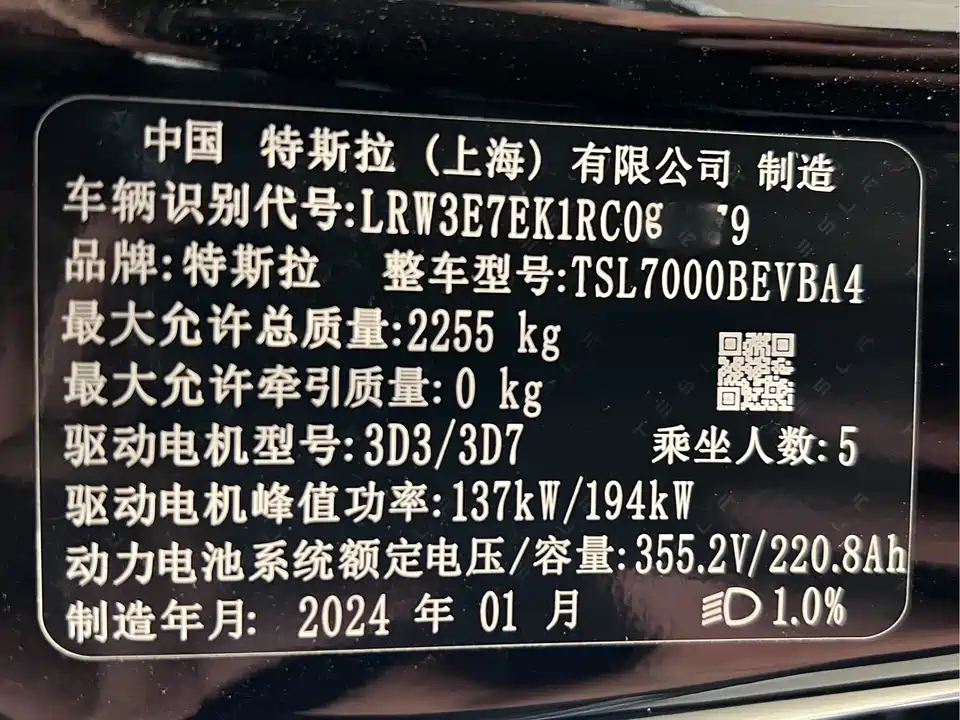 中国 特斯拉 (上海) 有限公司 制造
车辆识别代号:LRW3E7EK1RC0 9
品牌:特斯拉 整车型号:TSL7000BEVBA4
最大允许总质量:2255 kg
最大允许牵引质量: 0 kg
驱动电机型号:3D3/3D7 乘坐人数:5
驱动电机峰值功率:137kW/194kW
动力电池系统额定电压/容量:355.2V/220.8Ah
制造年月: 2024 年 01 月 1.0%